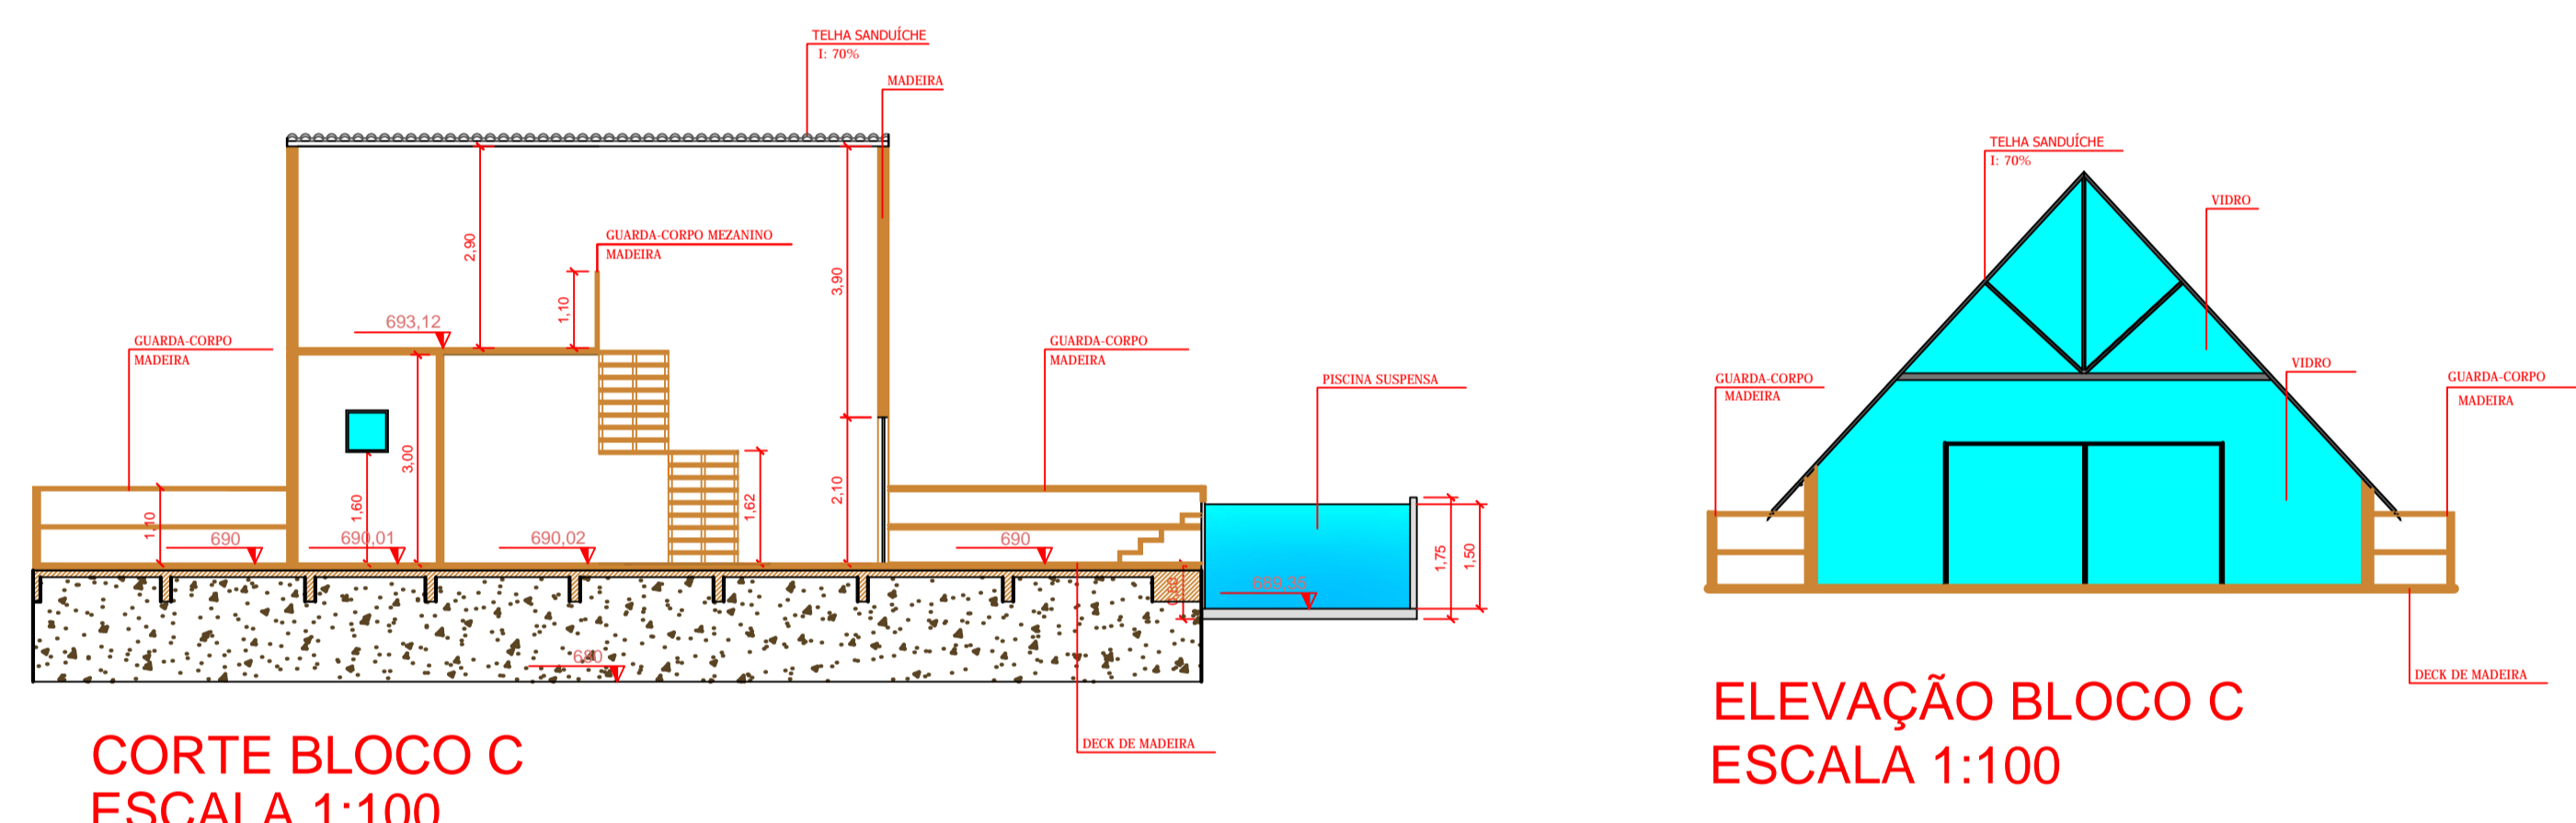 TELHA SANDUÍCHE
I: 70%
MADEIRA
2,90
GUARDA-CORPO MEZANINO
MADEIRA
1,10
3,90
693,12
GUARDA-CORPO
MADEIRA
GUARDA-CORPO
MADEIRA
PISCINA SUSPENSA
3,00
1,60
1,62
2,10
1,10
690
690,01
690,02
690
1,75
1,50
689,35
680
DECK DE MADEIRA
CORTE BLOCO C
ESCALA 1:100
TELHA SANDUÍCHE
I: 70%
VIDRO
VIDRO
GUARDA-CORPO
MADEIRA
GUARDA-CORPO
MADEIRA
DECK DE MADEIRA
ELEVAÇÃO BLOCO C
ESCALA 1:100